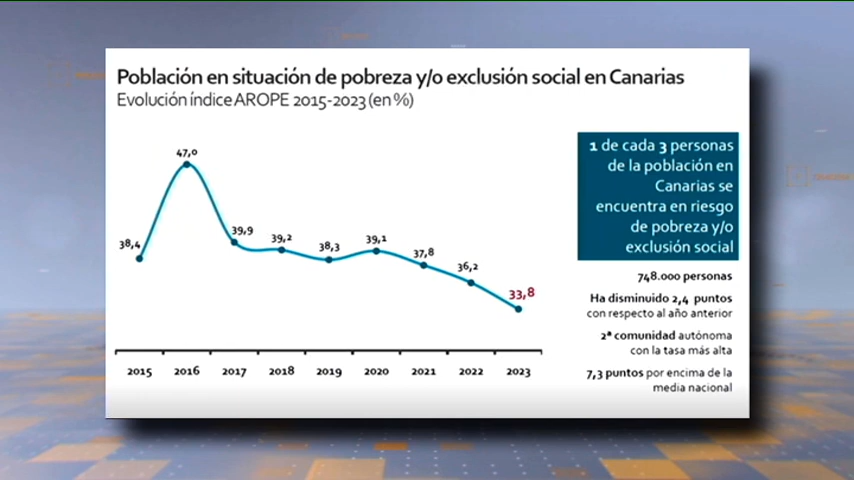 Población en situación de pobreza y/o exclusión social en Canarias
Evolución índice AROPE 2015-2023 (en %)
47,0
38,4
39,9
39,2
38,3
39,1
37,8
36,2
33,8
2015 2016 2017 2018 2019 2020 2021 2022 2023
1 de cada 3 personas
de la población en
Canarias se
encuentra en riesgo
de pobreza y/o
exclusión social
748.000 personas
Ha disminuido 2,4 puntos
con respecto al año anterior
2ª comunidad autónoma
con la tasa más alta
7,3 puntos por encima de la
media nacional